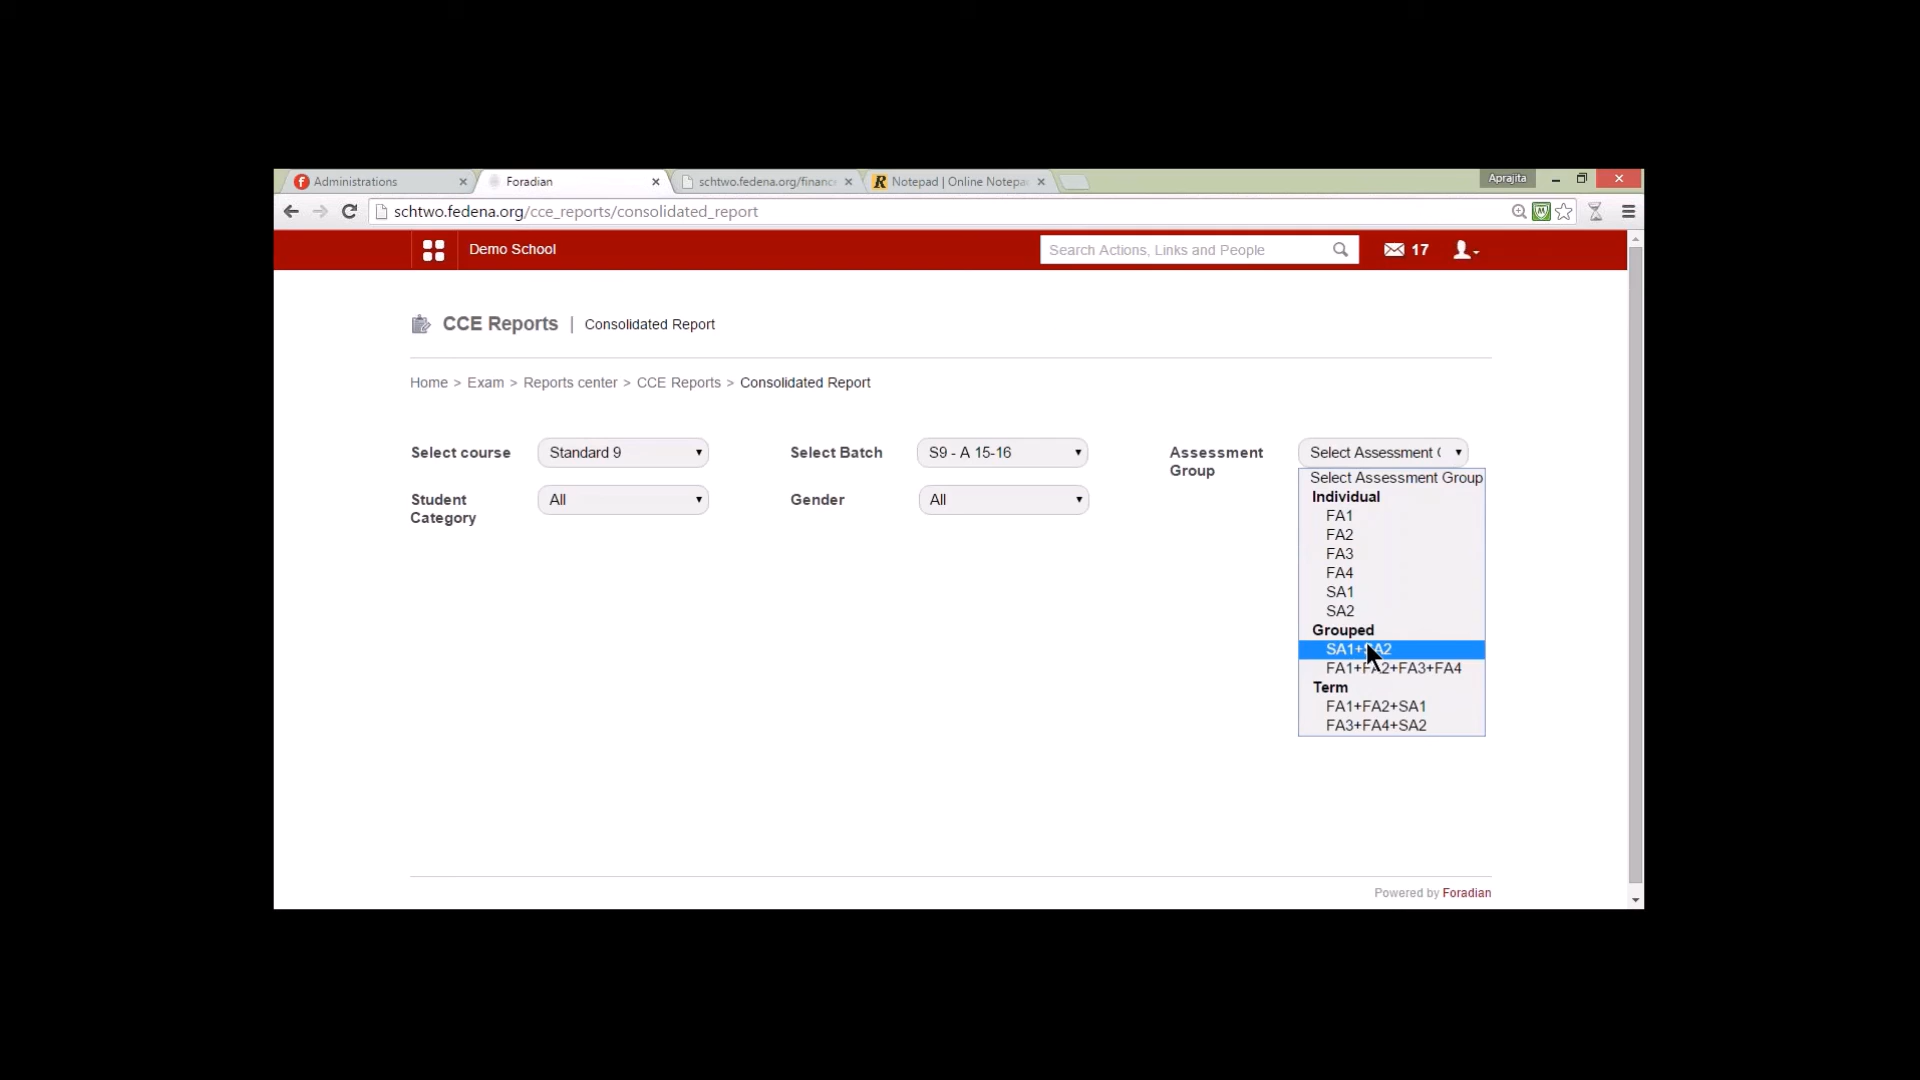 Administrations
Foradian
schtwo.fedena.org/financ
Notepad | Online Notepa
Aprajita
schtwo.fedena.org/cce_reports/consolidated_report
Demo School
Search Actions, Links and People
17
CCE Reports | Consolidated Report
Home > Exam > Reports center > CCE Reports > Consolidated Report
Select course
Standard 9
Select Batch
S9 - A 15-16
Assessment Group
Select Assessment
Student Category
All
Gender
All
Select Assessment Group
Individual
FA1
FA2
FA3
FA4
SA1
SA2
Grouped
SA1+SA2
FA1+FA2+FA3+FA4
Term
FA1+FA2+SA1
FA3+FA4+SA2
Powered by Foradian